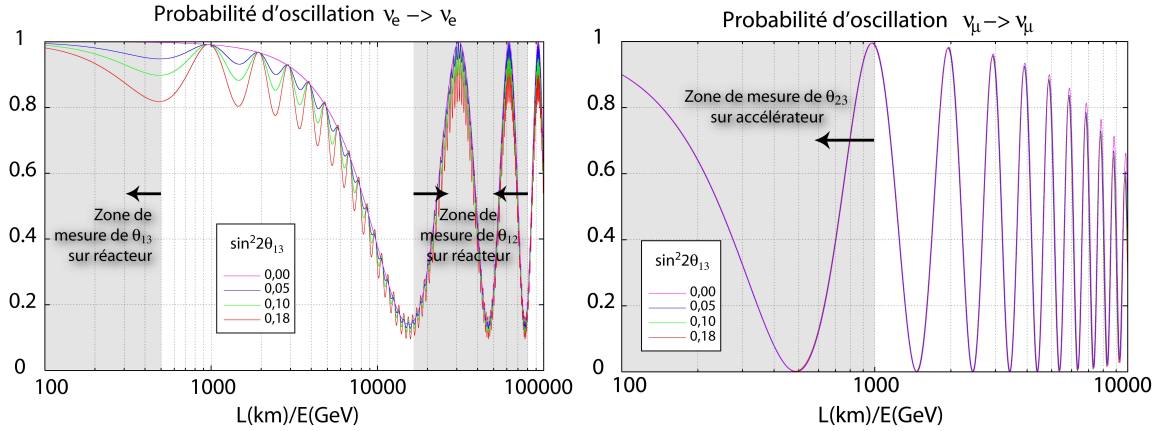 Probabilité d'oscillation νe –> νe
1
0.8
0.6
0.4
0.2
0
100
1000
10000
100000
L(km)/E(GeV)
Zone de
mesure de θ13
sur réacteur
Zone de
mesure de θ12
sur réacteur
sin²2θ13
0,00
0,05
0,10
0,18
Probabilité d'oscillation νμ –> νμ
1
0.8
0.6
0.4
0.2
0
100
1000
10000
L(km)/E(GeV)
Zone de mesure de θ23
sur accélérateur
sin²2θ13
0,00
0,05
0,10
0,18